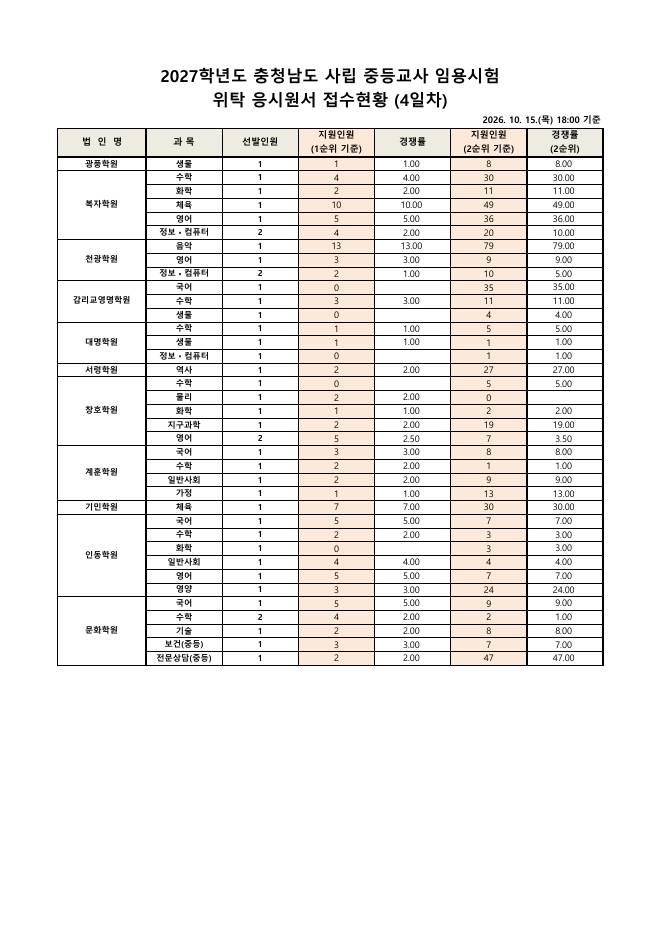 2027학년도 충청남도 사립 중등교사 임용시험
위탁 응시원서 접수현황 (4일차)
2026. 10. 15.(목) 18:00 기준
법 인 명 과 목 선발인원 지원인원 (1순위 기준) 경쟁률 지원인원 (2순위 기준) 경쟁률 (2순위)
광풍학원 생물 1 1 1.00 8 8.00
복자학원 수학 1 4 4.00 30 30.00
화학 1 2 2.00 11 11.00
체육 1 10 10.00 49 49.00
영어 1 5 5.00 36 36.00
정보・컴퓨터 2 4 2.00 20 10.00
천광학원 음악 1 13 13.00 79 79.00
영어 1 3 3.00 9 9.00
정보・컴퓨터 2 2 1.00 10 5.00
감리교영명학원 국어 1 0 35 35.00
수학 1 3 3.00 11 11.00
생물 1 0 4 4.00
대명학원 수학 1 1 1.00 5 5.00
생물 1 1 1.00 1 1.00
정보・컴퓨터 1 0 1 1.00
서령학원 역사 1 2 2.00 27 27.00
창호학원 수학 1 0 5 5.00
물리 1 2 2.00 0
화학 1 1 1.00 2 2.00
지구과학 1 2 2.00 19 19.00
영어 2 5 2.50 7 3.50
계훈학원 국어 1 3 3.00 8 8.00
수학 1 2 2.00 1 1.00
일반사회 1 2 2.00 9 9.00
가정 1 1 1.00 13 13.00
기민학원 체육 1 7 7.00 30 30.00
인동학원 국어 1 5 5.00 7 7.00
수학 1 2 2.00 3 3.00
화학 1 0 3 3.00
일반사회 1 4 4.00 4 4.00
영어 1 5 5.00 7 7.00
영양 1 3 3.00 24 24.00
문화학원 국어 1 5 5.00 9 9.00
수학 2 4 2.00 2 1.00
기술 1 2 2.00 8 8.00
보건(중등) 1 3 3.00 7 7.00
전문상담(중등) 1 2 2.00 47 47.00